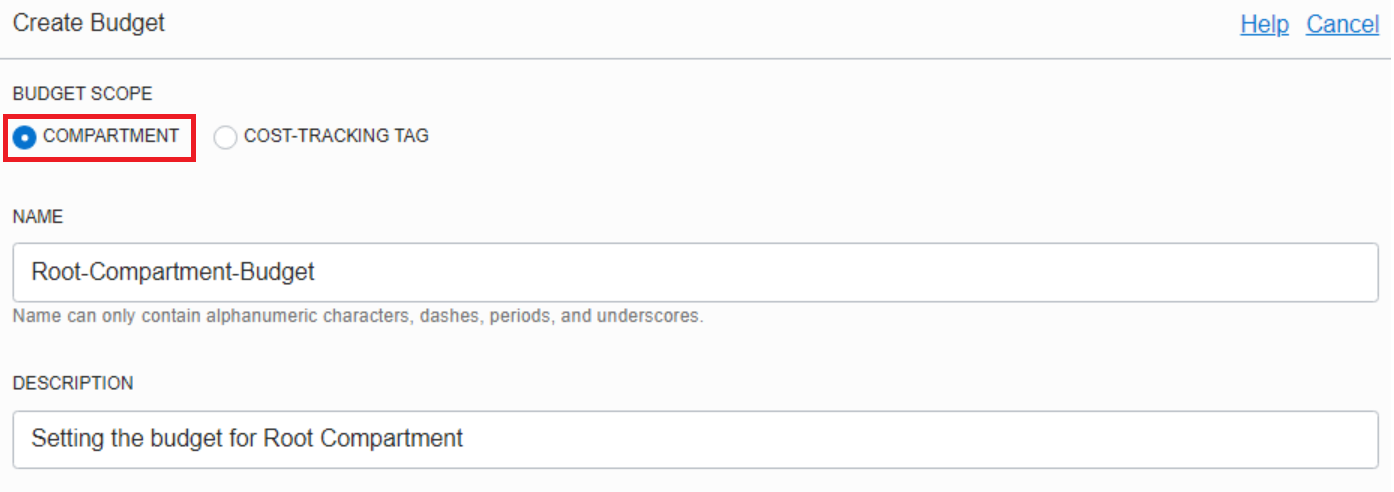 Create Budget
Help Cancel
BUDGET SCOPE
COMPARTMENT COST-TRACKING TAG
NAME
Root-Compartment-Budget
Name can only contain alphanumeric characters, dashes, periods, and underscores.
DESCRIPTION
Setting the budget for Root Compartment